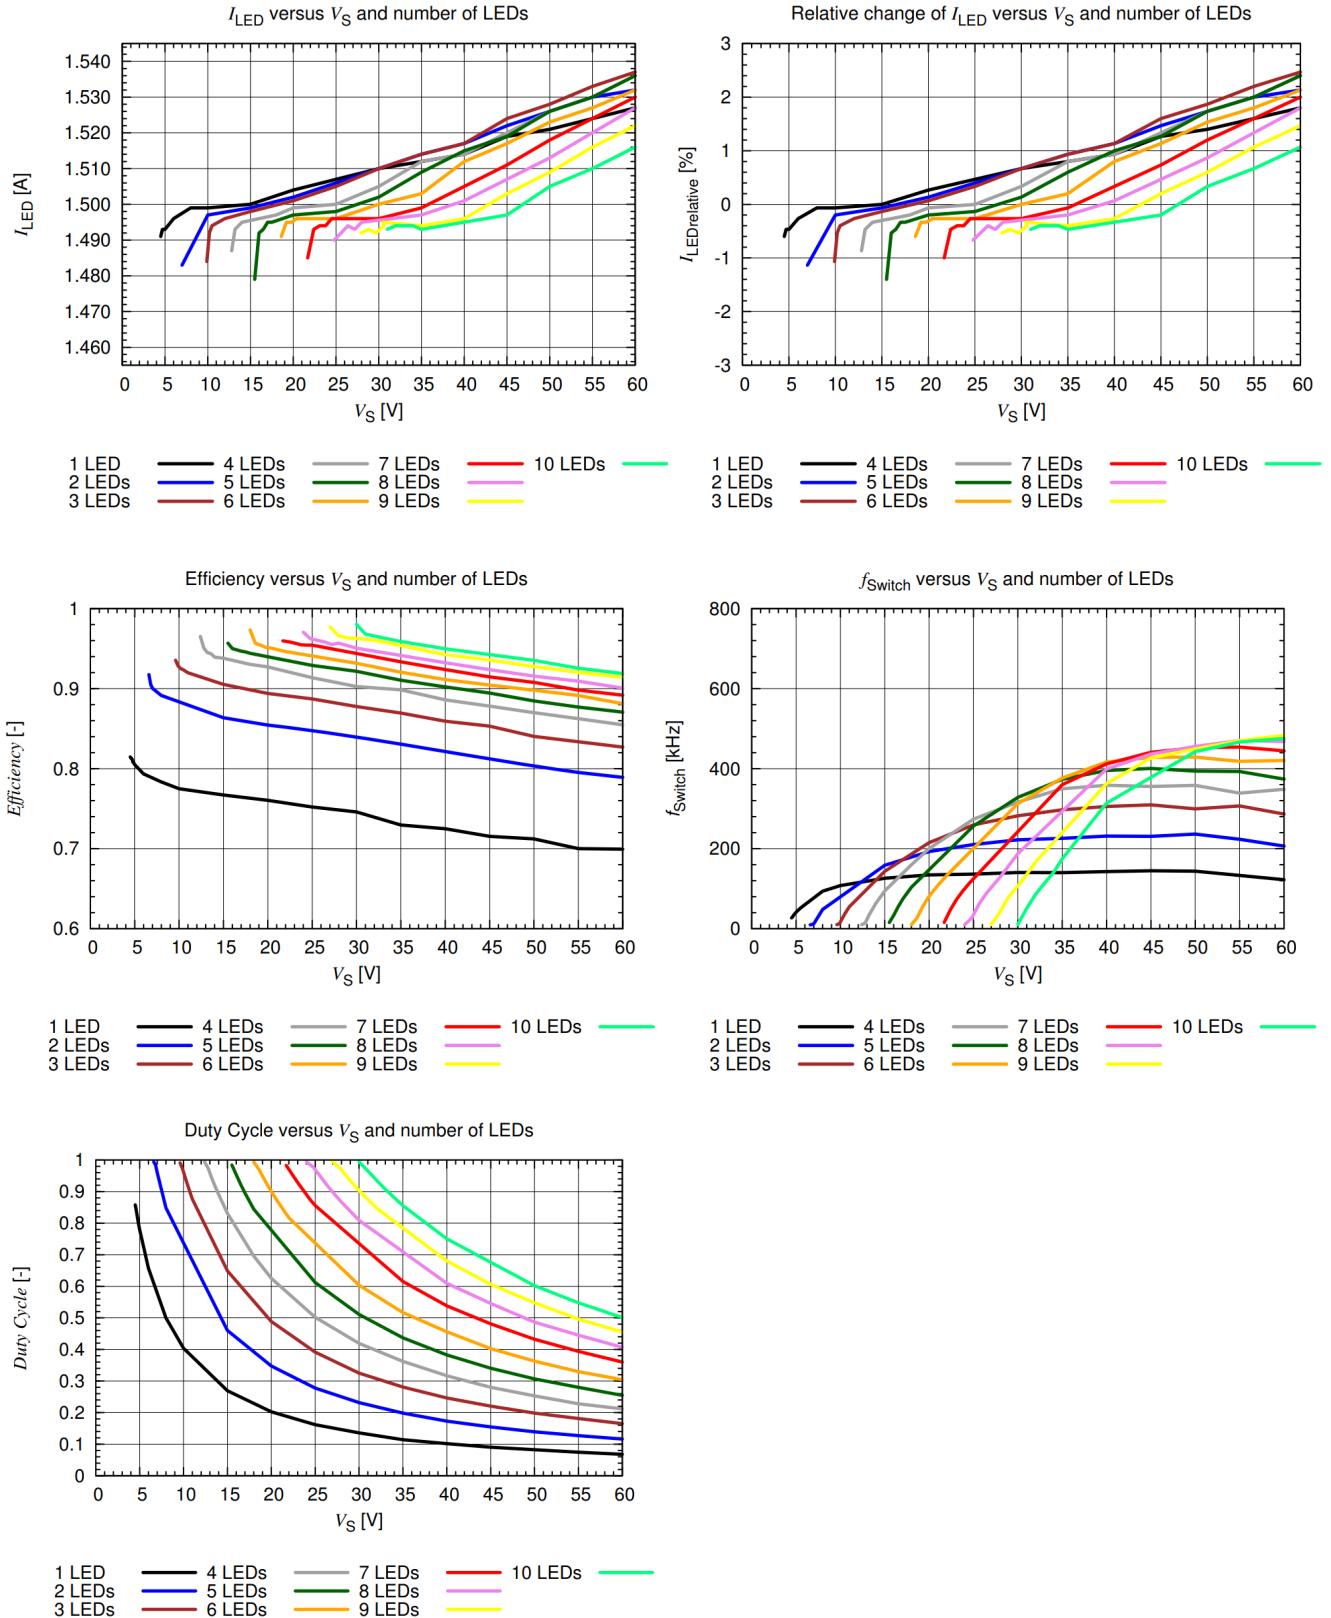 I_LED versus V_S and number of LEDs
1.540
1.530
1.520
1.510
1.500
1.490
1.480
1.470
1.460
I_LED [A]
0 5 10 15 20 25 30 35 40 45 50 55 60
V_S [V]
1 LED 4 LEDs 7 LEDs 10 LEDs
2 LEDs 5 LEDs 8 LEDs
3 LEDs 6 LEDs 9 LEDs
Relative change of I_LED versus V_S and number of LEDs
3
2
1
0
-1
-2
-3
I_LEDrelative [%]
0 5 10 15 20 25 30 35 40 45 50 55 60
V_S [V]
1 LED 4 LEDs 7 LEDs 10 LEDs
2 LEDs 5 LEDs 8 LEDs
3 LEDs 6 LEDs 9 LEDs
Efficiency versus V_S and number of LEDs
1
0.9
0.8
0.7
0.6
Efficiency [-]
0 5 10 15 20 25 30 35 40 45 50 55 60
V_S [V]
1 LED 4 LEDs 7 LEDs 10 LEDs
2 LEDs 5 LEDs 8 LEDs
3 LEDs 6 LEDs 9 LEDs
f_Switch versus V_S and number of LEDs
800
600
400
200
0
f_Switch [kHz]
0 5 10 15 20 25 30 35 40 45 50 55 60
V_S [V]
1 LED 4 LEDs 7 LEDs 10 LEDs
2 LEDs 5 LEDs 8 LEDs
3 LEDs 6 LEDs 9 LEDs
Duty Cycle versus V_S and number of LEDs
1
0.9
0.8
0.7
0.6
0.5
0.4
0.3
0.2
0.1
0
Duty Cycle [-]
0 5 10 15 20 25 30 35 40 45 50 55 60
V_S [V]
1 LED 4 LEDs 7 LEDs 10 LEDs
2 LEDs 5 LEDs 8 LEDs
3 LEDs 6 LEDs 9 LEDs